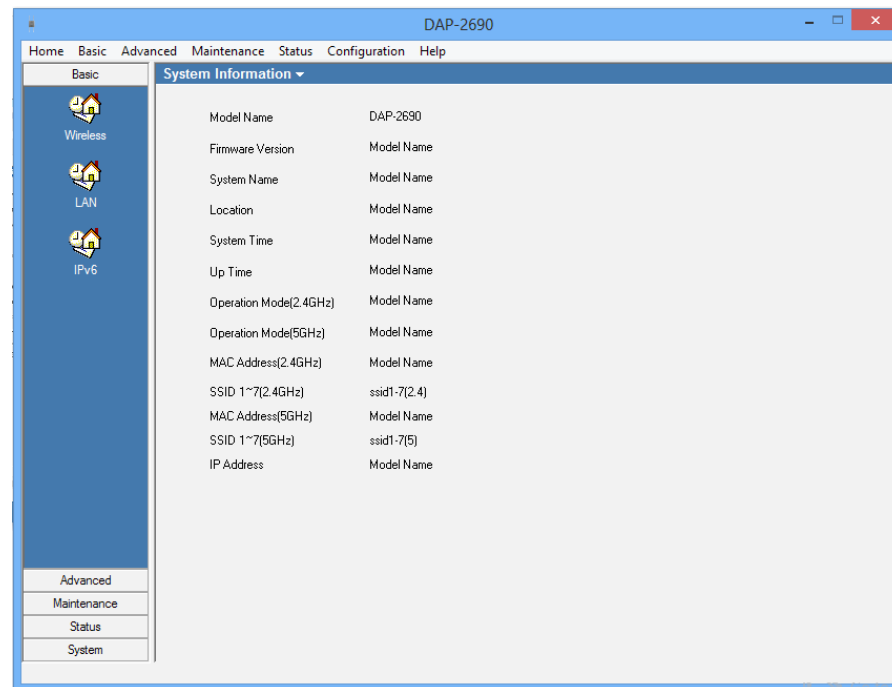 DAP-2690
Home Basic Advanced Maintenance Status Configuration Help
Basic
Wireless
LAN
IPv6
Advanced
Maintenance
Status
System
System Information
Model Name DAP-2690
Firmware Version Model Name
System Name Model Name
Location Model Name
System Time Model Name
Up Time Model Name
Operation Mode(2.4GHz) Model Name
Operation Mode(5GHz) Model Name
MAC Address(2.4GHz) Model Name
SSID 1~7(2.4GHz) ssid1-7(2.4)
MAC Address(5GHz) Model Name
SSID 1~7(5GHz) ssid1-7(5)
IP Address Model Name